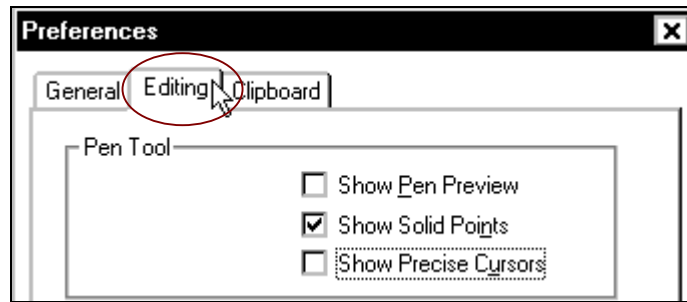 Preferences
General Editing Clipboard
Pen Tool
Show Pen Preview
Show Solid Points
Show Precise Cursors